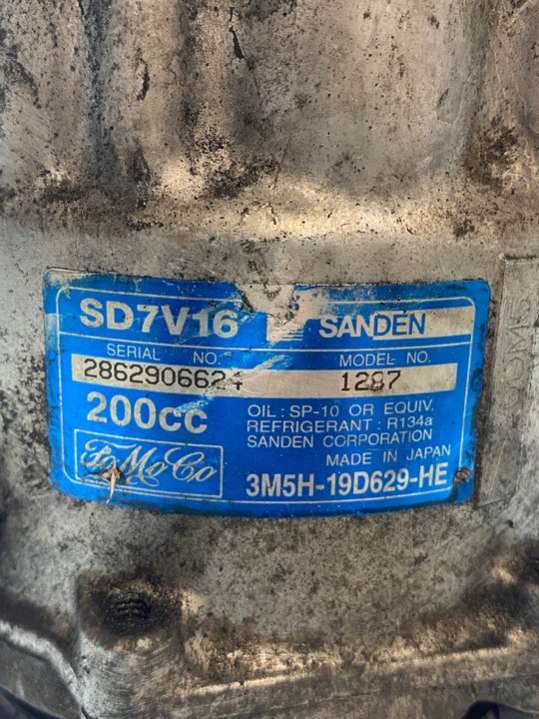 SD7V16 SANDEN
SERIAL NO. MODEL NO.
2862906624 1287
200cc
OIL : SP-10 OR EQUIV.
REFRIGERANT : R134a
SANDEN CORPORATION
MADE IN JAPAN
FoMoCo
3M5H-19D629-HE